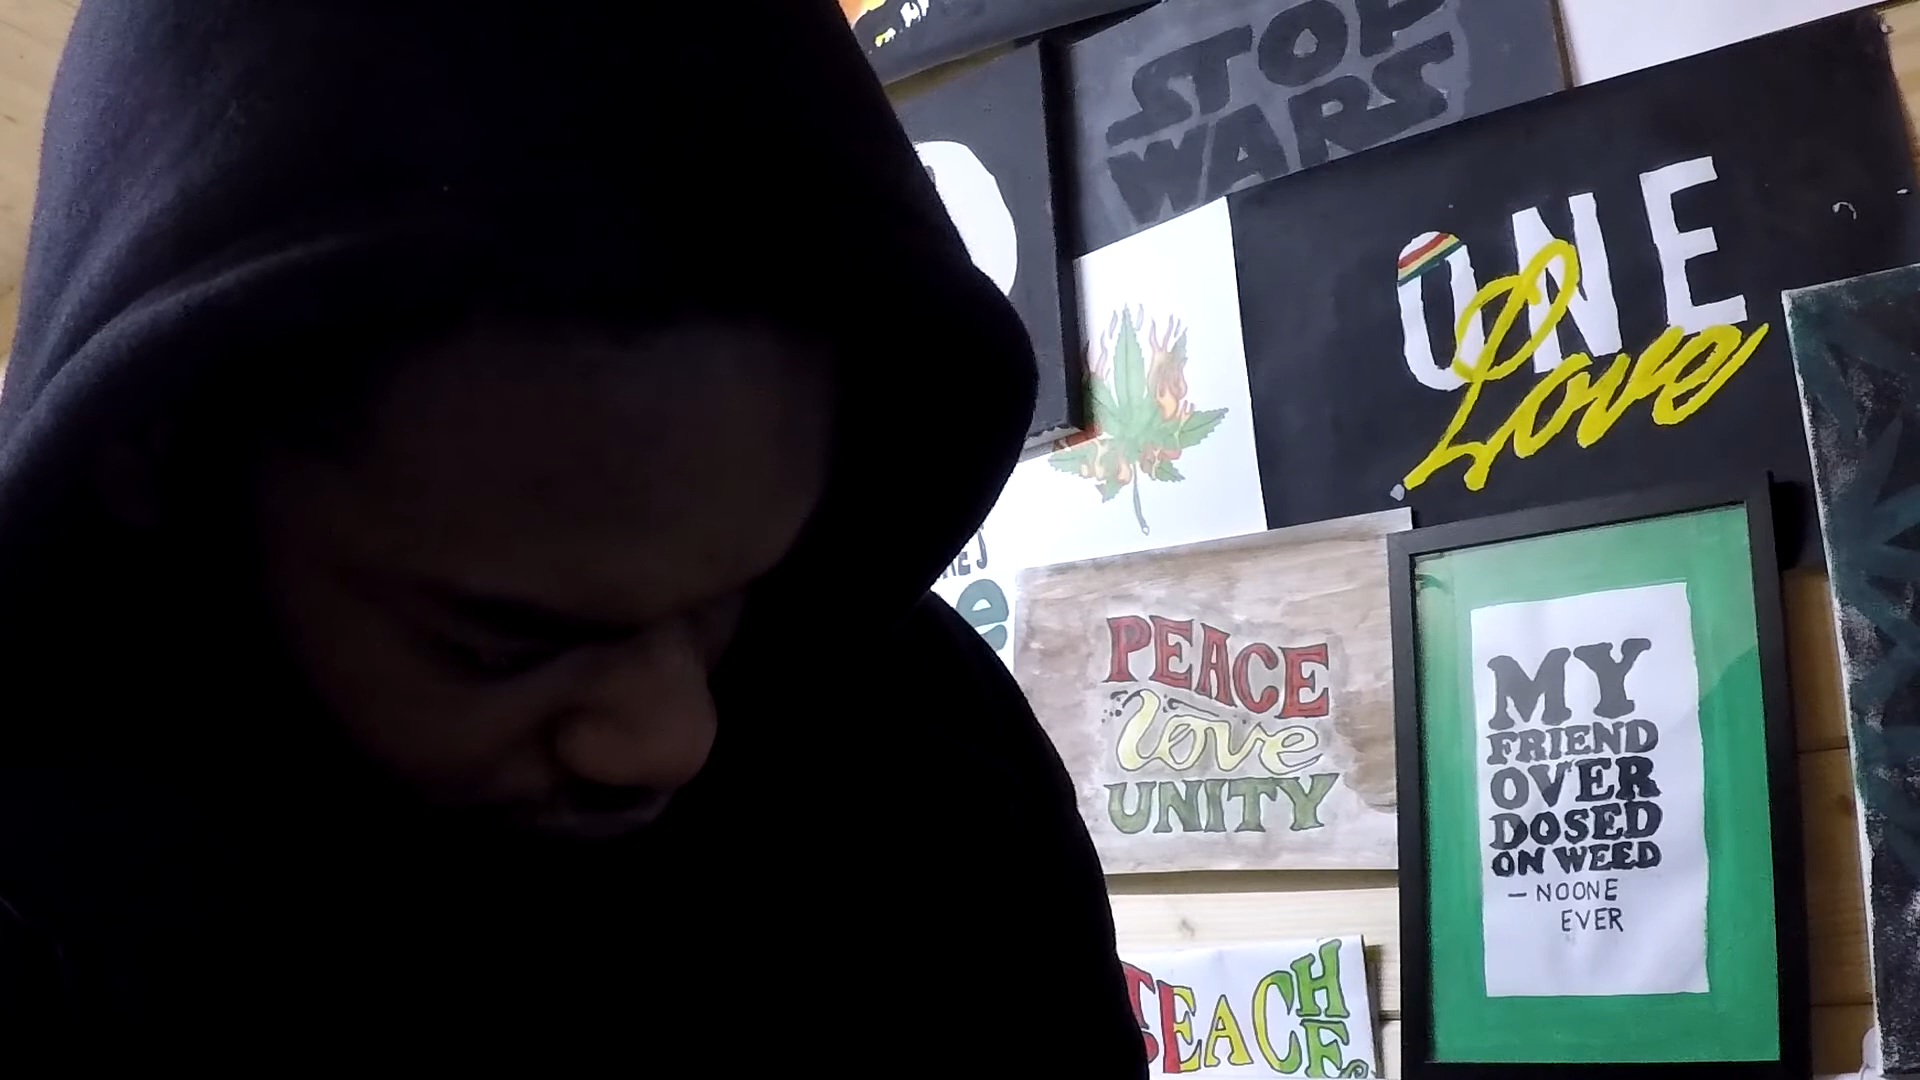 STOP
WARS
ONE
Love
PEACE
love
UNITY
MY
FRIEND
OVER
DOSED
ON WEED
— NOONE
EVER
TEACH